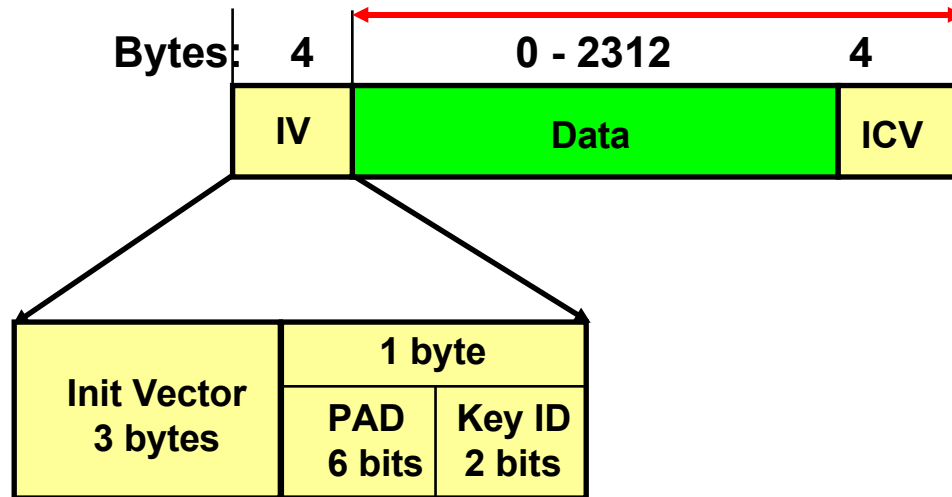 Bytes: 4 0 - 2312 4
IV Data ICV
1 byte
Init Vector
3 bytes
PAD
6 bits
Key ID
2 bits